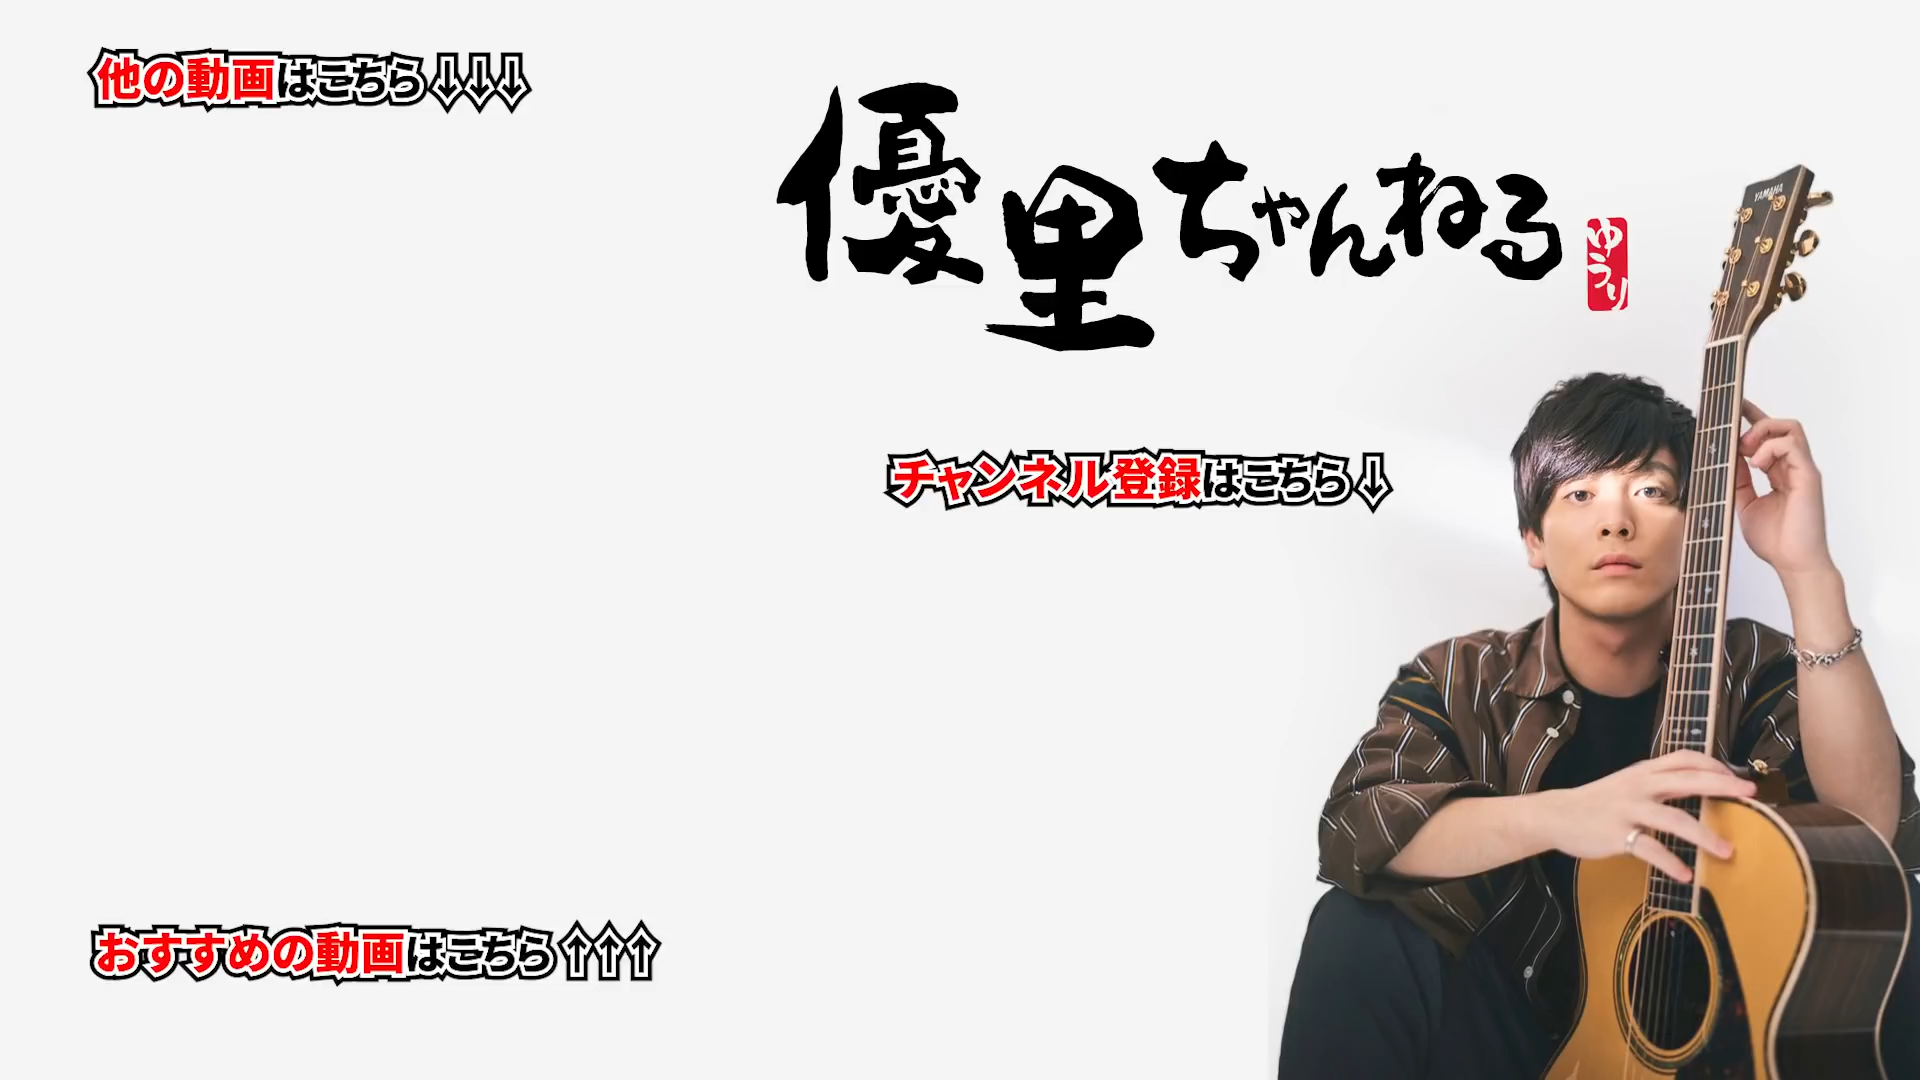 他の動画はこちら↓↓↓
優里ちゃんねる
ゆうり
YAMAHA
チャンネル登録はこちら↓
おすすめの動画はこちら↑↑↑